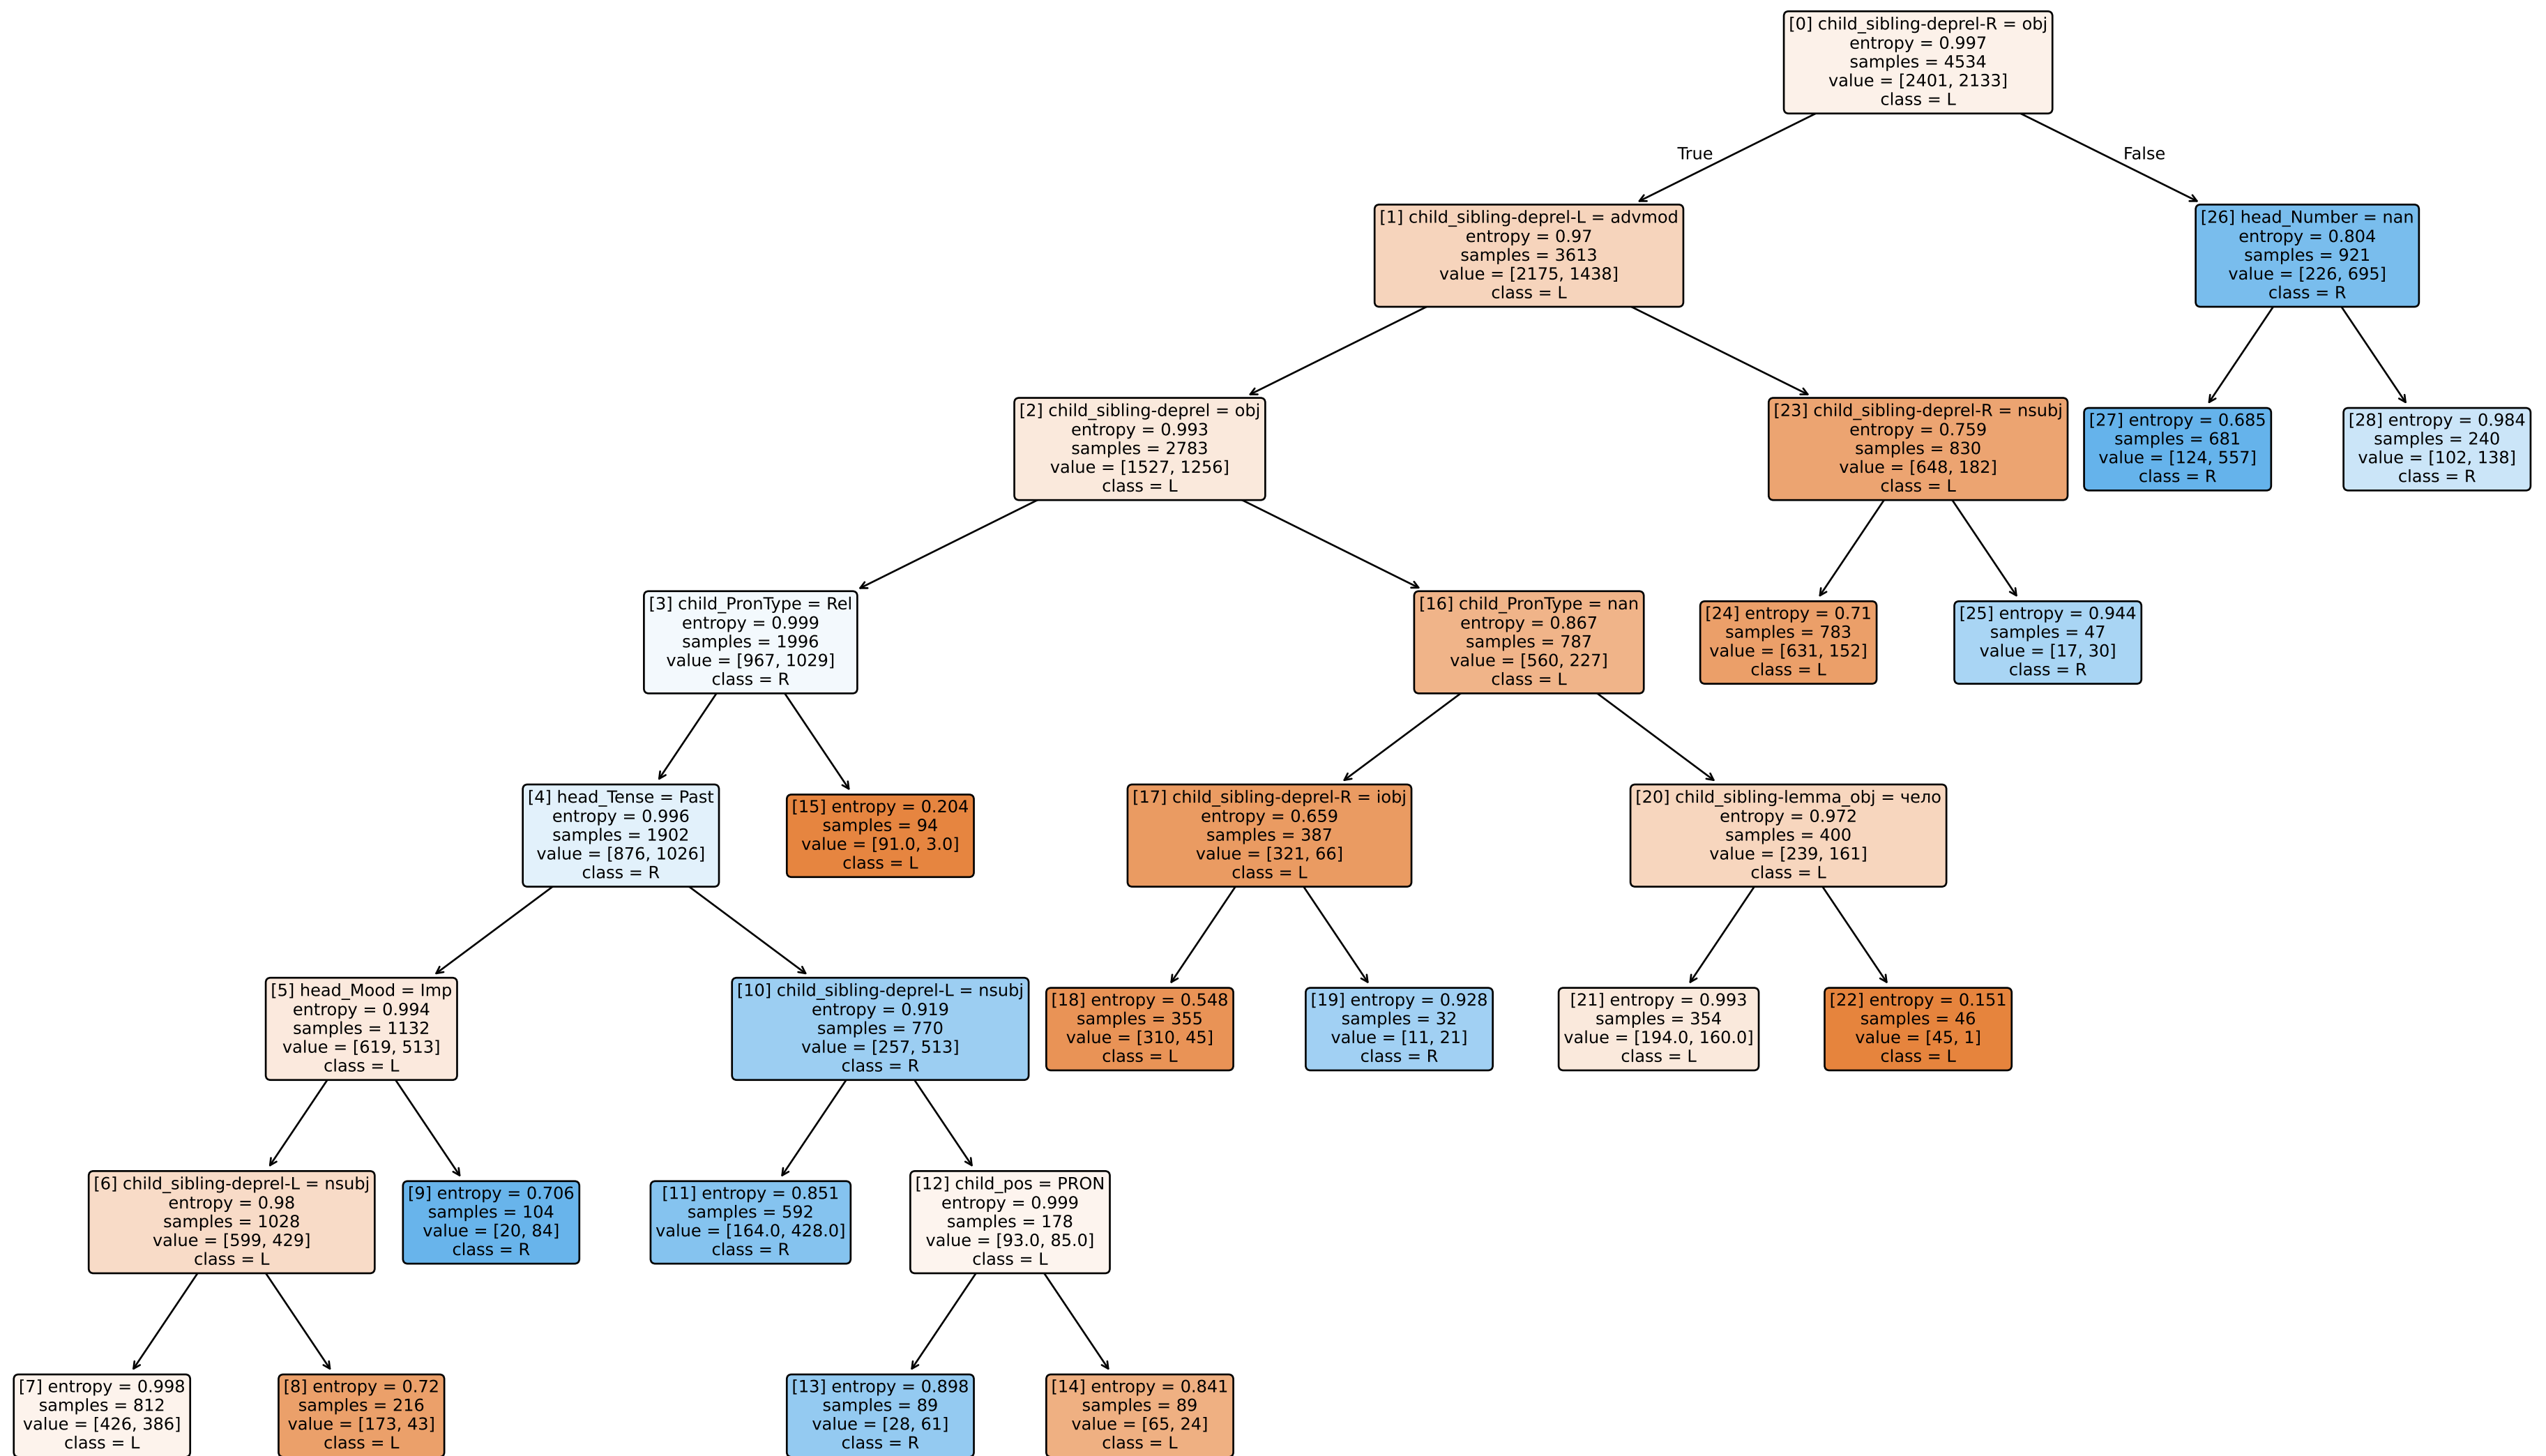 [0] child_sibling-deprel-R = obj
entropy = 0.997
samples = 4534
value = [2401, 2133]
class = L
True
False
[1] child_sibling-deprel-L = advmod
entropy = 0.97
samples = 3613
value = [2175, 1438]
class = L
[26] head_Number = nan
entropy = 0.804
samples = 921
value = [226, 695]
class = R
[2] child_sibling-deprel = obj
entropy = 0.993
samples = 2783
value = [1527, 1256]
class = L
[23] child_sibling-deprel-R = nsubj
entropy = 0.759
samples = 830
value = [648, 182]
class = L
[27] entropy = 0.685
samples = 681
value = [124, 557]
class = R
[28] entropy = 0.984
samples = 240
value = [102, 138]
class = R
[3] child_PronType = Rel
entropy = 0.999
samples = 1996
value = [967, 1029]
class = R
[16] child_PronType = nan
entropy = 0.867
samples = 787
value = [560, 227]
class = L
[24] entropy = 0.71
samples = 783
value = [631, 152]
class = L
[25] entropy = 0.944
samples = 47
value = [17, 30]
class = R
[4] head_Tense = Past
entropy = 0.996
samples = 1902
value = [876, 1026]
class = R
[15] entropy = 0.204
samples = 94
value = [91.0, 3.0]
class = L
[17] child_sibling-deprel-R = iobj
entropy = 0.659
samples = 387
value = [321, 66]
class = L
[20] child_sibling-lemma_obj = чело
entropy = 0.972
samples = 400
value = [239, 161]
class = L
[5] head_Mood = Imp
entropy = 0.994
samples = 1132
value = [619, 513]
class = L
[10] child_sibling-deprel-L = nsubj
entropy = 0.919
samples = 770
value = [257, 513]
class = R
[18] entropy = 0.548
samples = 355
value = [310, 45]
class = L
[19] entropy = 0.928
samples = 32
value = [11, 21]
class = R
[21] entropy = 0.993
samples = 354
value = [194.0, 160.0]
class = L
[22] entropy = 0.151
samples = 46
value = [45, 1]
class = L
[6] child_sibling-deprel-L = nsubj
entropy = 0.98
samples = 1028
value = [599, 429]
class = L
[9] entropy = 0.706
samples = 104
value = [20, 84]
class = R
[11] entropy = 0.851
samples = 592
value = [164.0, 428.0]
class = R
[12] child_pos = PRON
entropy = 0.999
samples = 178
value = [93.0, 85.0]
class = L
[7] entropy = 0.998
samples = 812
value = [426, 386]
class = L
[8] entropy = 0.72
samples = 216
value = [173, 43]
class = L
[13] entropy = 0.898
samples = 89
value = [28, 61]
class = R
[14] entropy = 0.841
samples = 89
value = [65, 24]
class = L